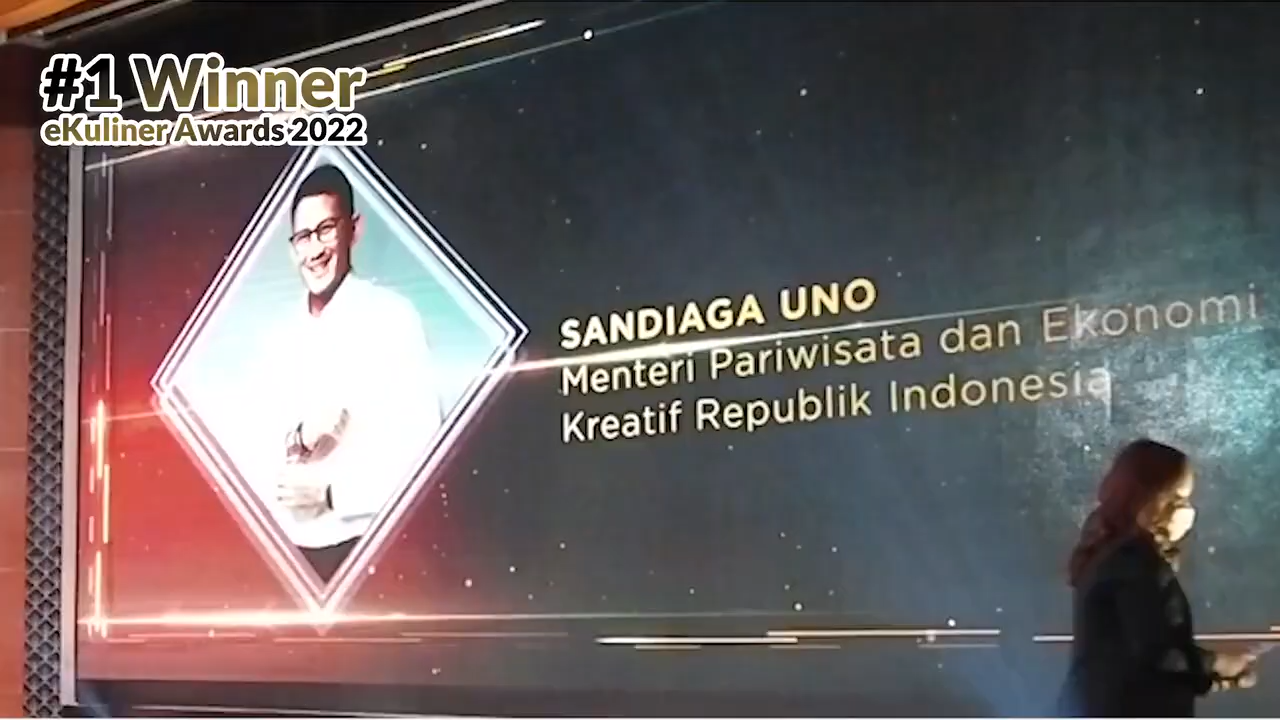 #1 Winner
eKuliner Awards 2022
SANDIAGA UNO
Menteri Pariwisata dan Ekonomi
Kreatif Republik Indonesia